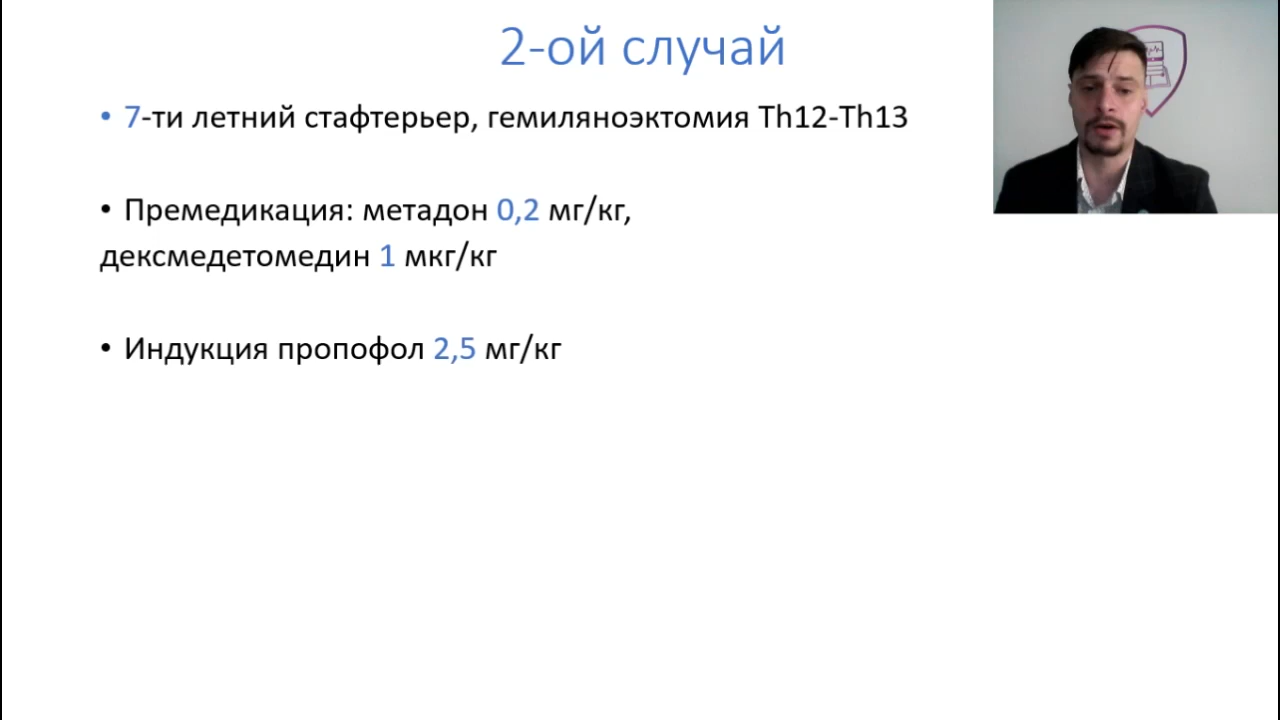 2-ой случай
• 7-ти летний стафтерьер, гемиляноэктомия Th12-Th13
• Премедикация: метадон 0,2 мг/кг,
дексмедетомедин 1 мкг/кг
• Индукция пропофол 2,5 мг/кг